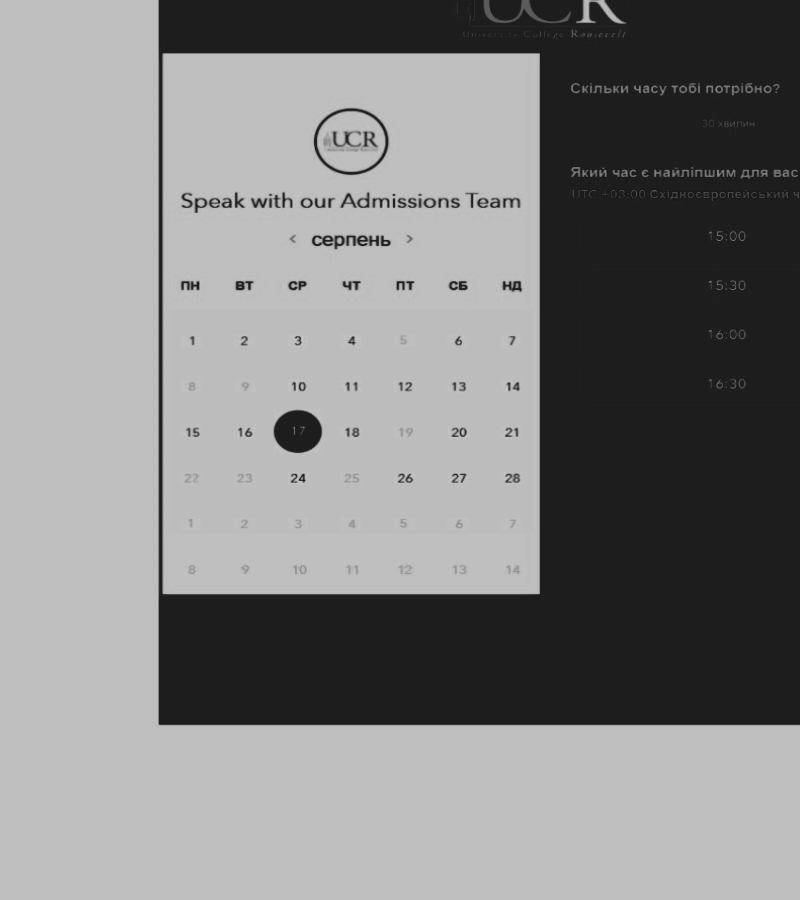 UCR
University College Roosevelt
UCR
Speak with our Admissions Team
< серпень >
ПН ВТ СР ЧТ ПТ СБ НД
1 2 3 4 5 6 7
8 9 10 11 12 13 14
15 16 17 18 19 20 21
22 23 24 25 26 27 28
1 2 3 4 5 6 7
8 9 10 11 12 13 14
Скільки часу тобі потрібно?
30 хвилин
Який час є найліпшим для вас
UTC +03:00 Східноєвропейський ч
15:00
15:30
16:00
16:30